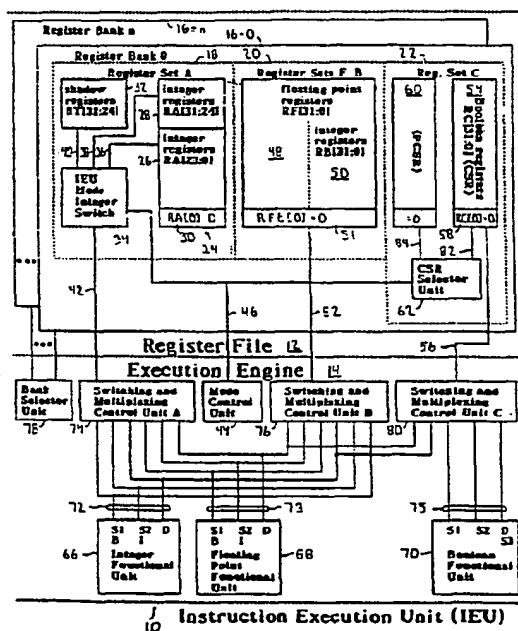 Register Bank n 16-n 16-0
Register Bank 0 18 20 22
Register Set A
Register Sets F B
Reg. Set C
shadow registers RT[31:24] 32
integer registers RA[31:24] 28
floating point registers RF[31:0]
60 54
40 38 36
integer registers RA[23:0] 26
48
integer registers RB[31:0] 50
(PCSR)
Boolean registers RC[31:0] (CSR)
IEU Mode Integer Switch 34
RA[0] 0
30 24
RFB[0]=0
51
=0
RC[0]=0
58
84 82
CSR Selector Unit 62
42 46 52 56
Register File 12
Execution Engine 14
Bank Selector Unit 78
Switching and Multiplexing Control Unit A 74
Mode Control Unit 44
Switching and Multiplexing Control Unit B 76
Switching and Multiplexing Control Unit C 80
72 73 75
S1 S2 D
B I
Integer Functional Unit 66
S1 S2 D
B I
Floating Point Functional Unit 68
S1 S2 D
S3
Boolean Functional Unit 70
10 Instruction Execution Unit (IEU)